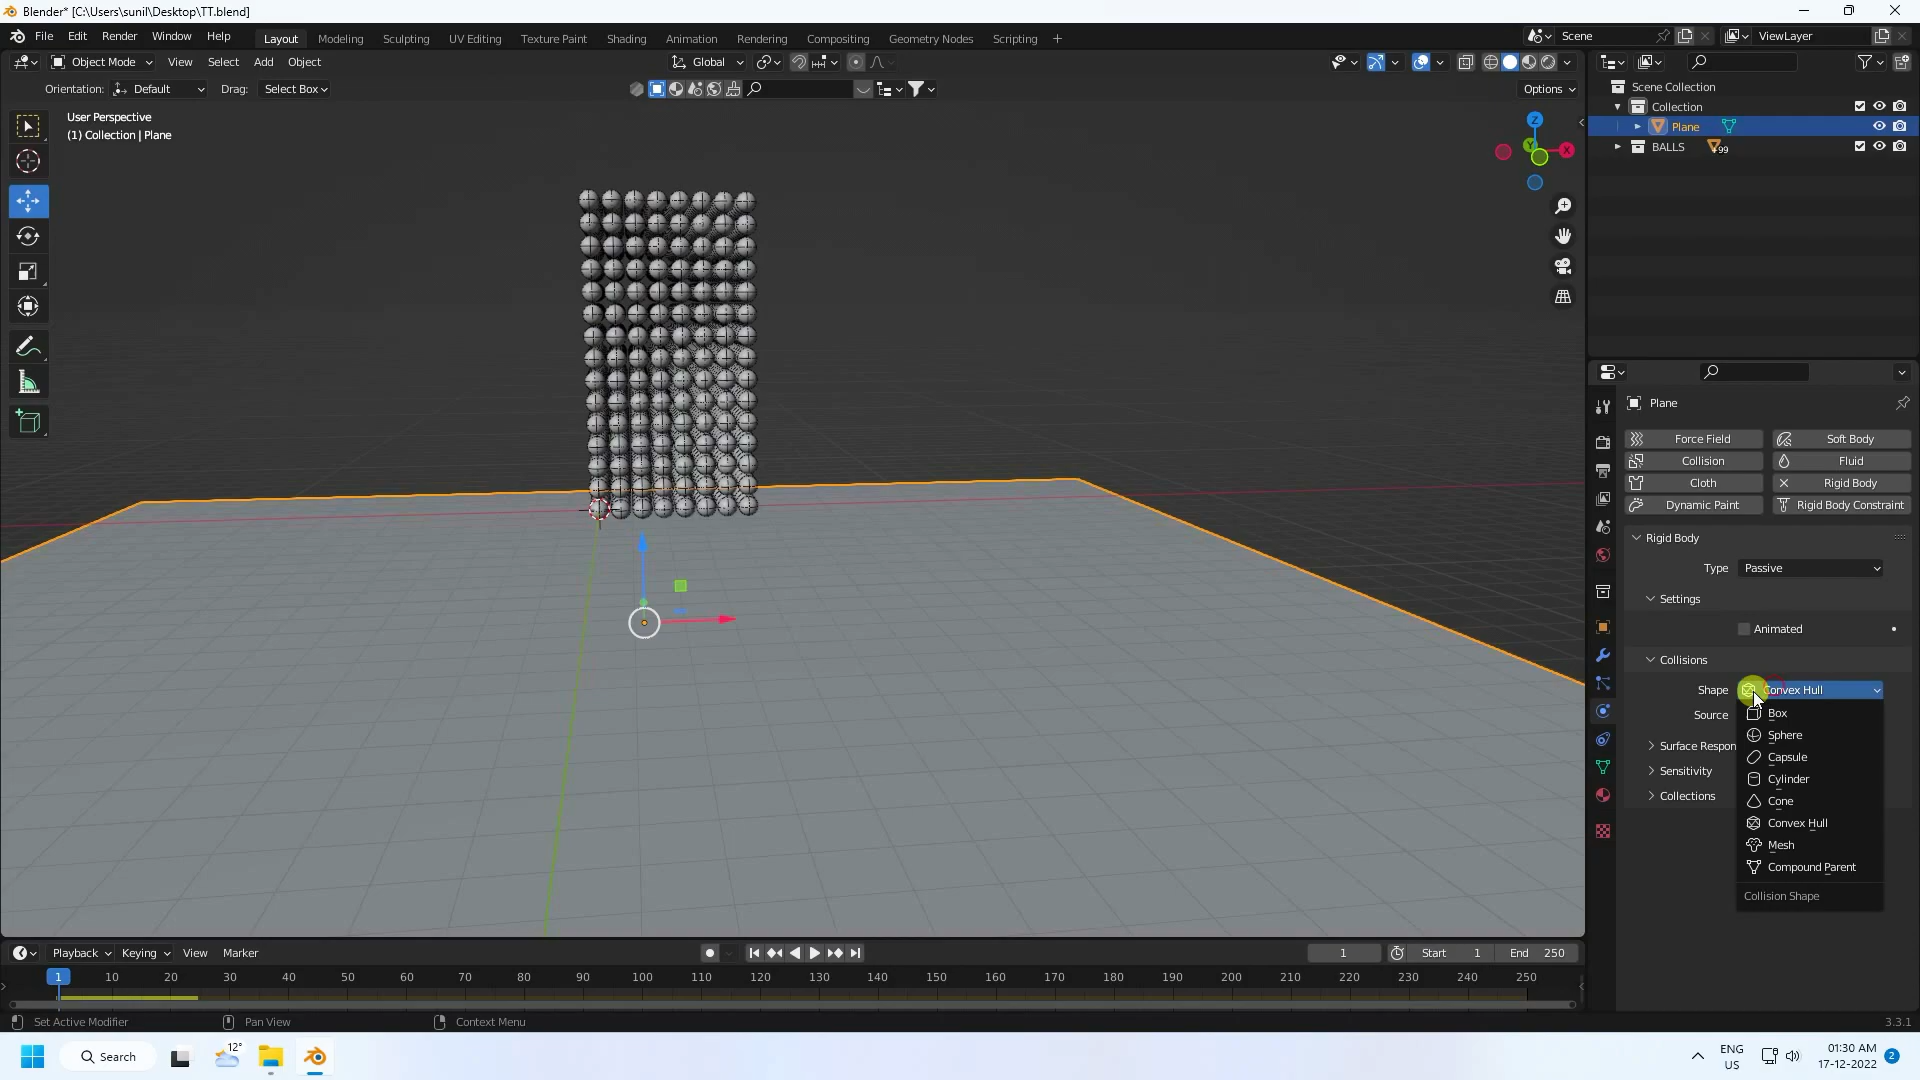 Blender* [C:\Users\sunil\Desktop\TT.blend]
File Edit Render Window Help Layout Modeling Sculpting UV Editing Texture Paint Shading Animation Rendering Compositing Geometry Nodes Scripting Scene ViewLayer
Object Mode View Select Add Object Global
Orientation: Default Drag: Select Box Options
User Perspective
(1) Collection | Plane
Z
Y
X
Scene Collection
Collection
Plane
BALLS 99
Plane
Force Field Soft Body
Collision Fluid
Cloth Rigid Body
Dynamic Paint Rigid Body Constraint
Rigid Body
Type Passive
Settings
Animated
Collisions
Shape Convex Hull
Source
Surface Respon
Sensitivity
Collections
Box
Sphere
Capsule
Cylinder
Cone
Convex Hull
Mesh
Compound Parent
Collision Shape
Playback Keying View Marker 1 Start 1 End 250
1 10 20 30 40 50 60 70 80 90 100 110 120 130 140 150 160 170 180 190 200 210 220 230 240 250
Set Active Modifier Pan View Context Menu 3.3.1
Search 12° ENG US 01:30 AM 17-12-2022 2